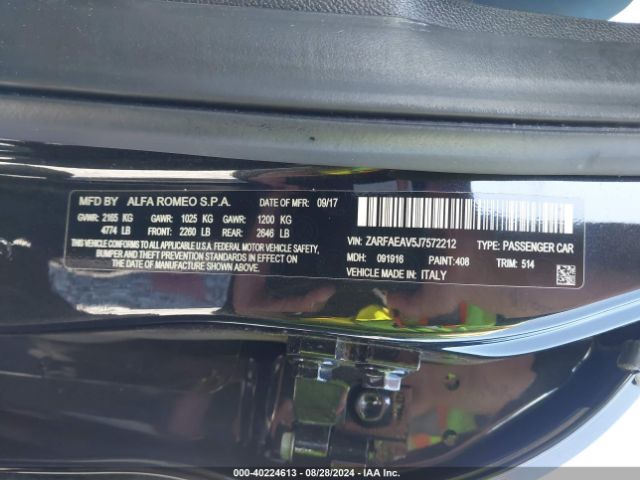 MFD BY ALFA ROMEO S.P.A. DATE OF MFR 09/17
GVWR: 2165 KG GAWR: 1025 KG GAWR: 1200 KG
4774 LB FRONT: 2260 LB REAR: 2646 LB
THIS VEHICLE CONFORMS TO ALL APPLICABLE U.S.F. MOTOR VEHICLE SAFETY,
BUMPER AND THEFT PREVENTION STANDARDS IN EFFECT ON THE
DATE OF MANUFACTURE SHOWN ABOVE.
VIN: ZARFAEAV5J7572212 TYPE: PASSENGER CAR
MDH: 091916 PAINT: 408 TRIM: 514
VEHICLE MADE IN: ITALY
000-40224613 - 08/28/2024 - IAA Inc.